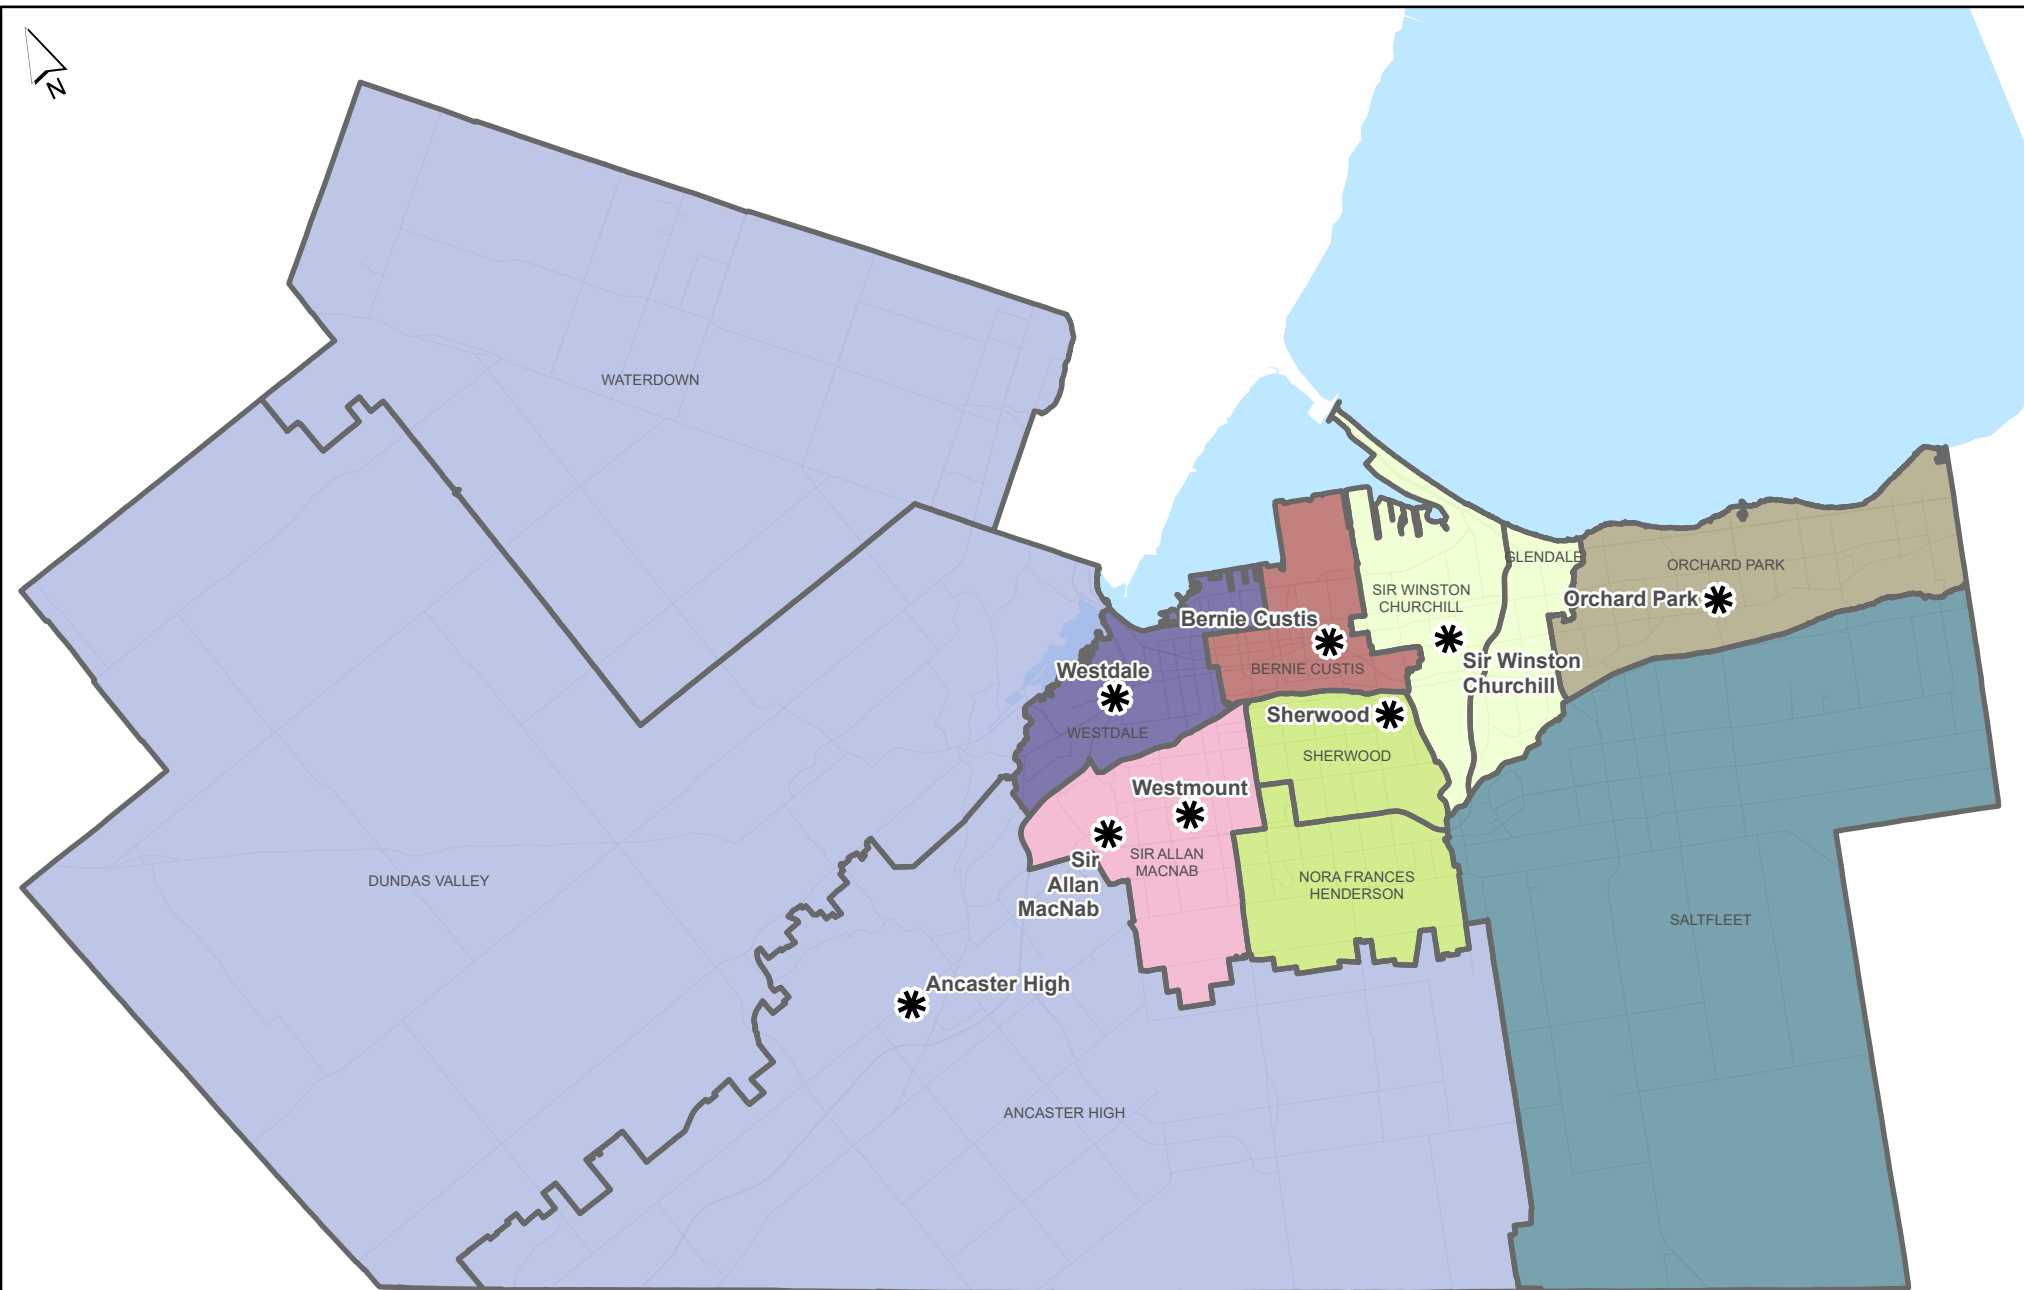 N
WATERDOWN
GLENDALE
ORCHARD PARK
SIR WINSTON
CHURCHILL
Orchard Park
Bernie Custis
Sir Winston
Churchill
BERNIE CUSTIS
Westdale
Sherwood
WESTDALE
SHERWOOD
Westmount
Sir
Allan
MacNab
SIR ALLAN
MACNAB
DUNDAS VALLEY
NORA FRANCES
HENDERSON
SALTFLEET
Ancaster High
ANCASTER HIGH